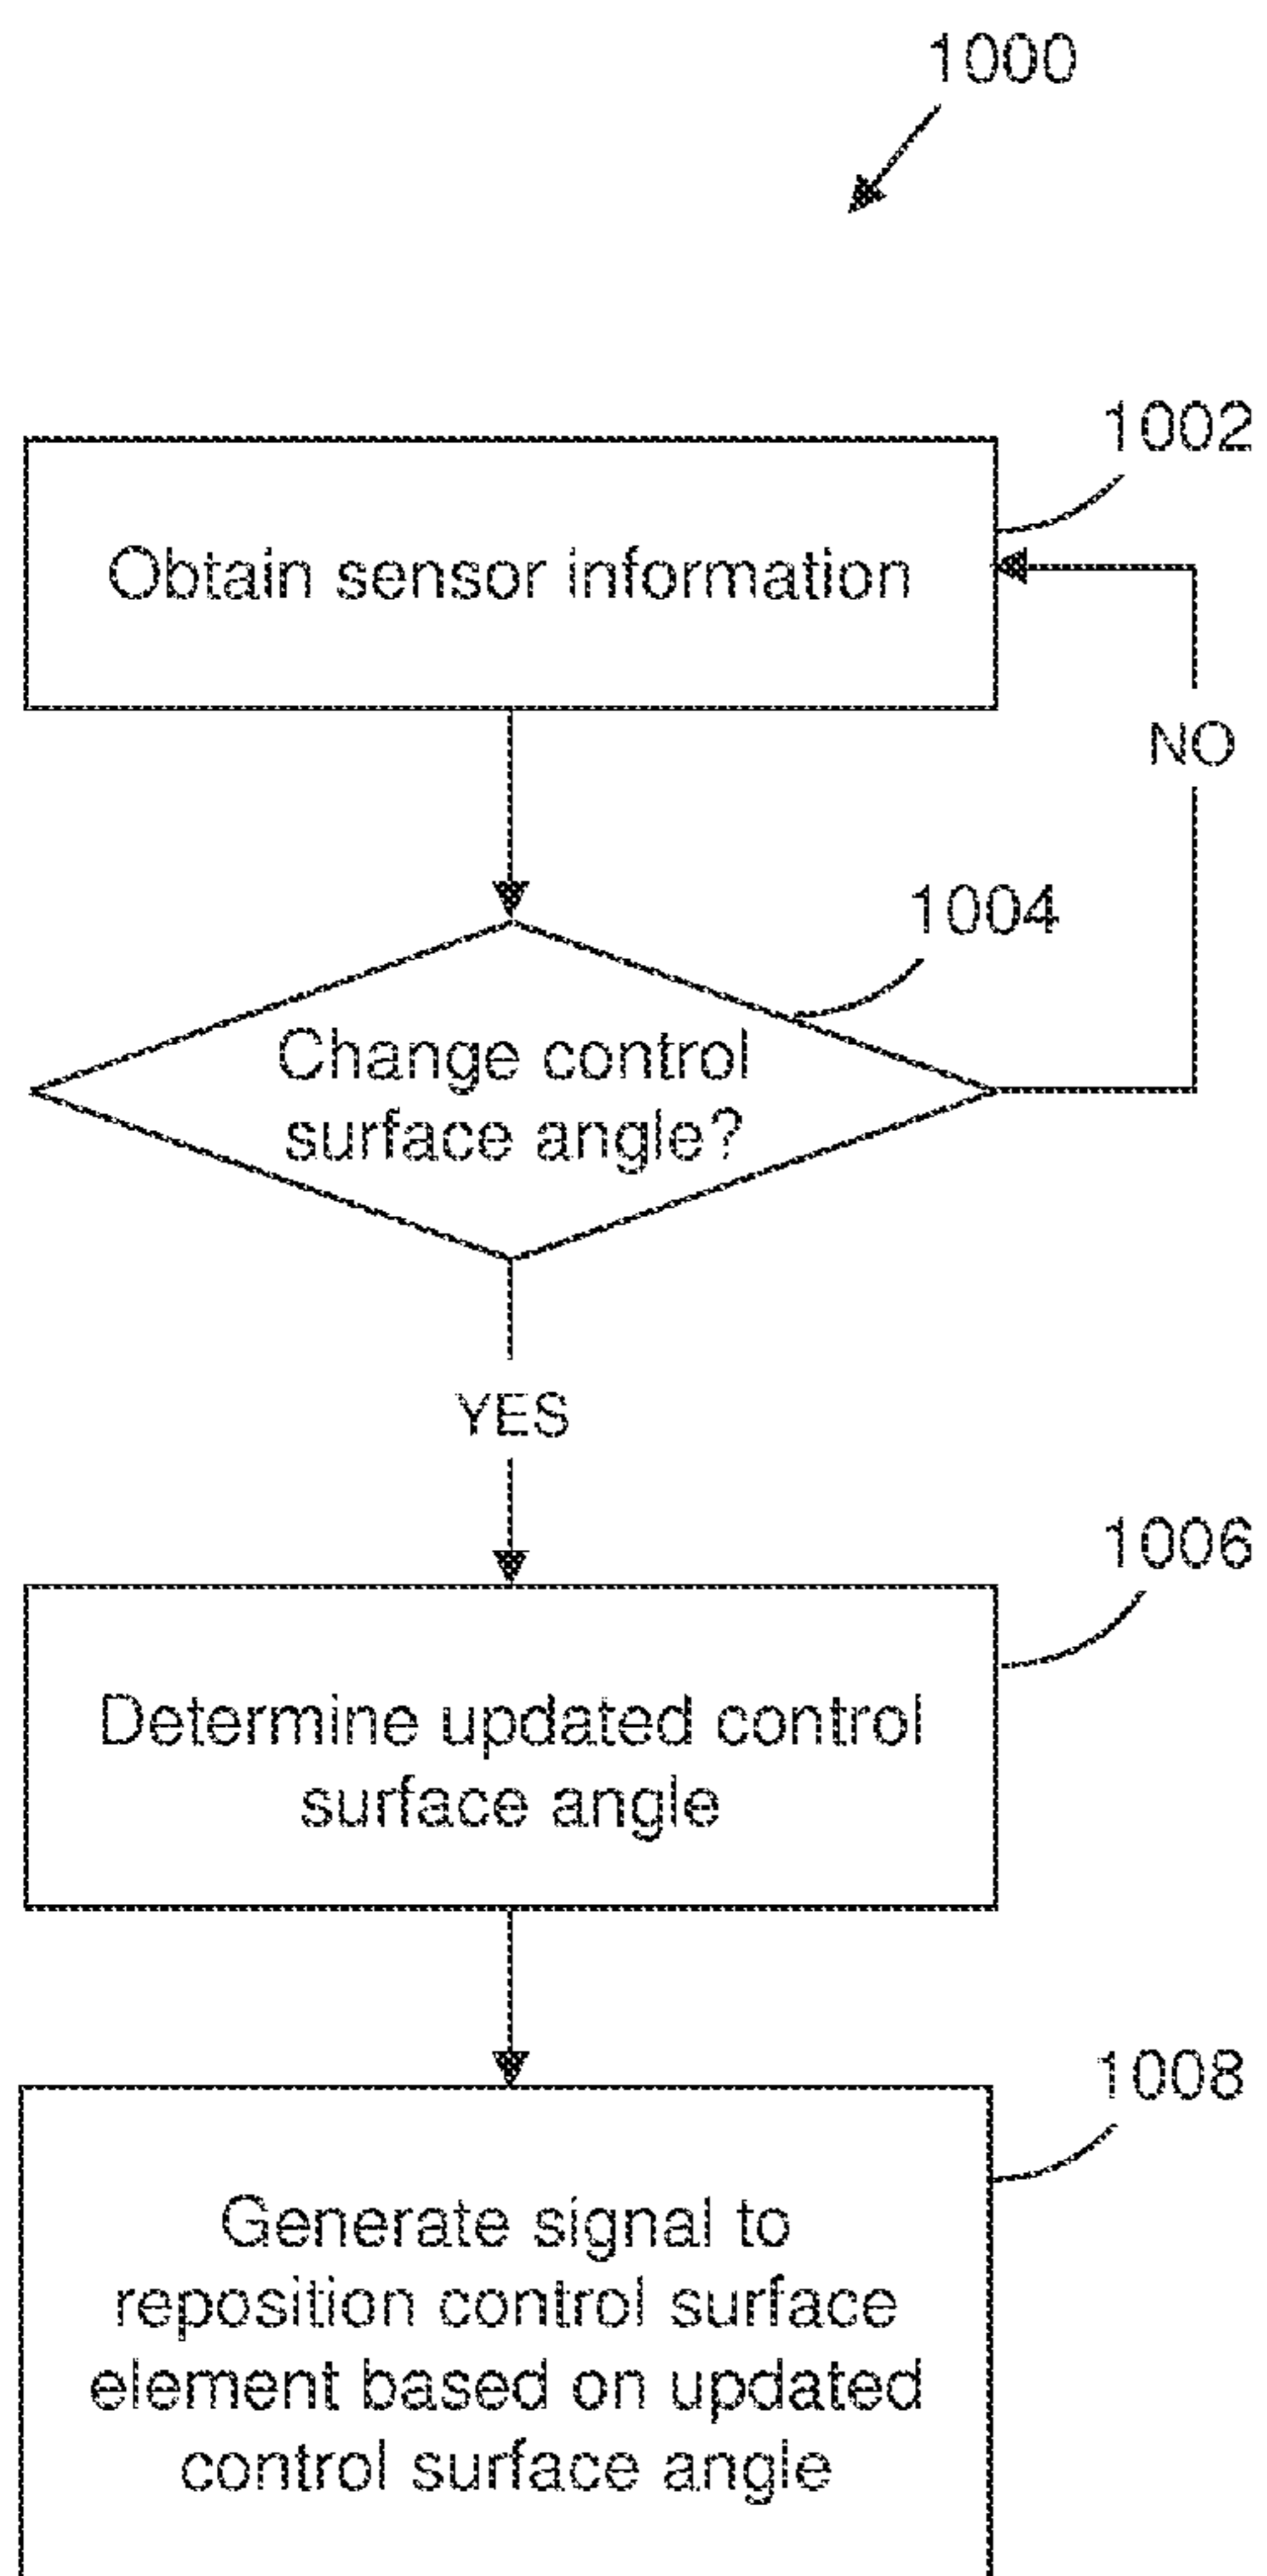 1000
1002
Obtain sensor information
NO
1004
Change control
surface angle?
YES
1006
Determine updated control
surface angle
1008
Generate signal to
reposition control surface
element based on updated
control surface angle